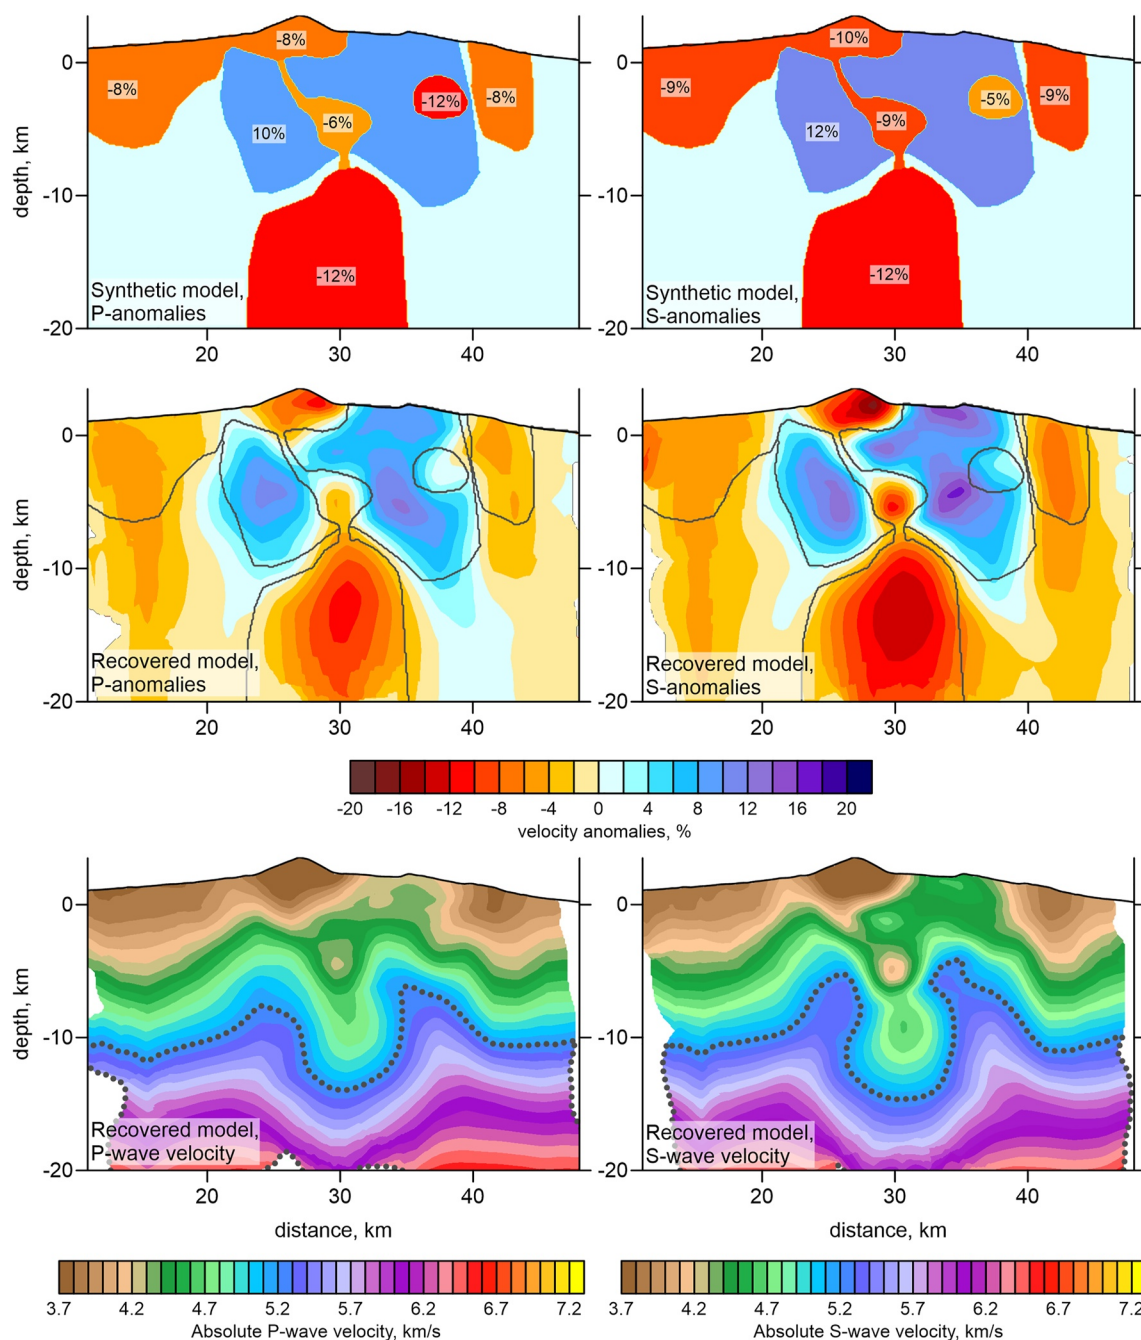 -8%
-8%
-12%
-8%
-6%
10%
-12%
0
-10
-20
depth, km
Synthetic model,
P-anomalies
20
30
40
-10%
-9%
-5%
-9%
-9%
12%
-12%
0
-10
-20
Synthetic model,
S-anomalies
20
30
40
0
-10
-20
depth, km
Recovered model,
P-anomalies
20
30
40
0
-10
-20
Recovered model,
S-anomalies
20
30
40
-20 -16 -12 -8 -4 0 4 8 12 16 20
velocity anomalies, %
0
-10
-20
depth, km
Recovered model,
P-wave velocity
20
30
40
distance, km
0
-10
-20
Recovered model,
S-wave velocity
20
30
40
distance, km
3.7 4.2 4.7 5.2 5.7 6.2 6.7 7.2
Absolute P-wave velocity, km/s
3.7 4.2 4.7 5.2 5.7 6.2 6.7 7.2
Absolute S-wave velocity, km/s